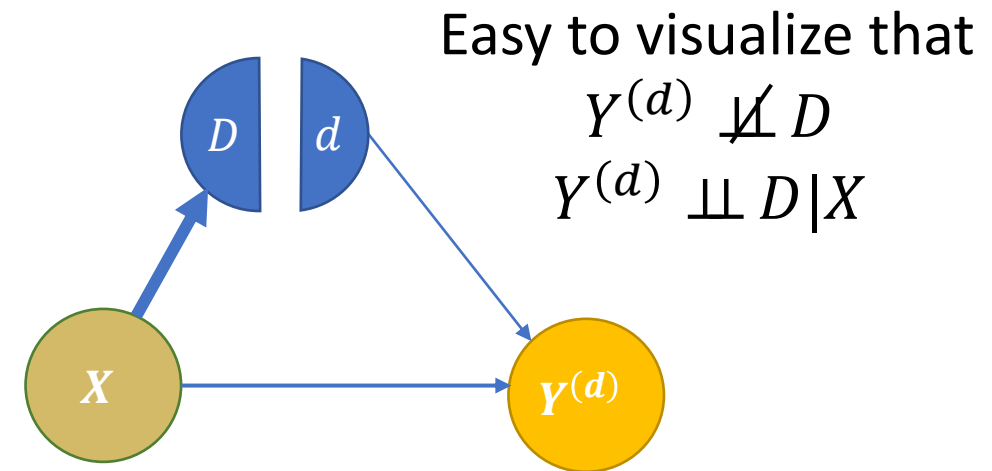 Easy to visualize that
Y^(d) ⫫̸ D
Y^(d) ⫫ D|X
D
d
X
Y^(d)